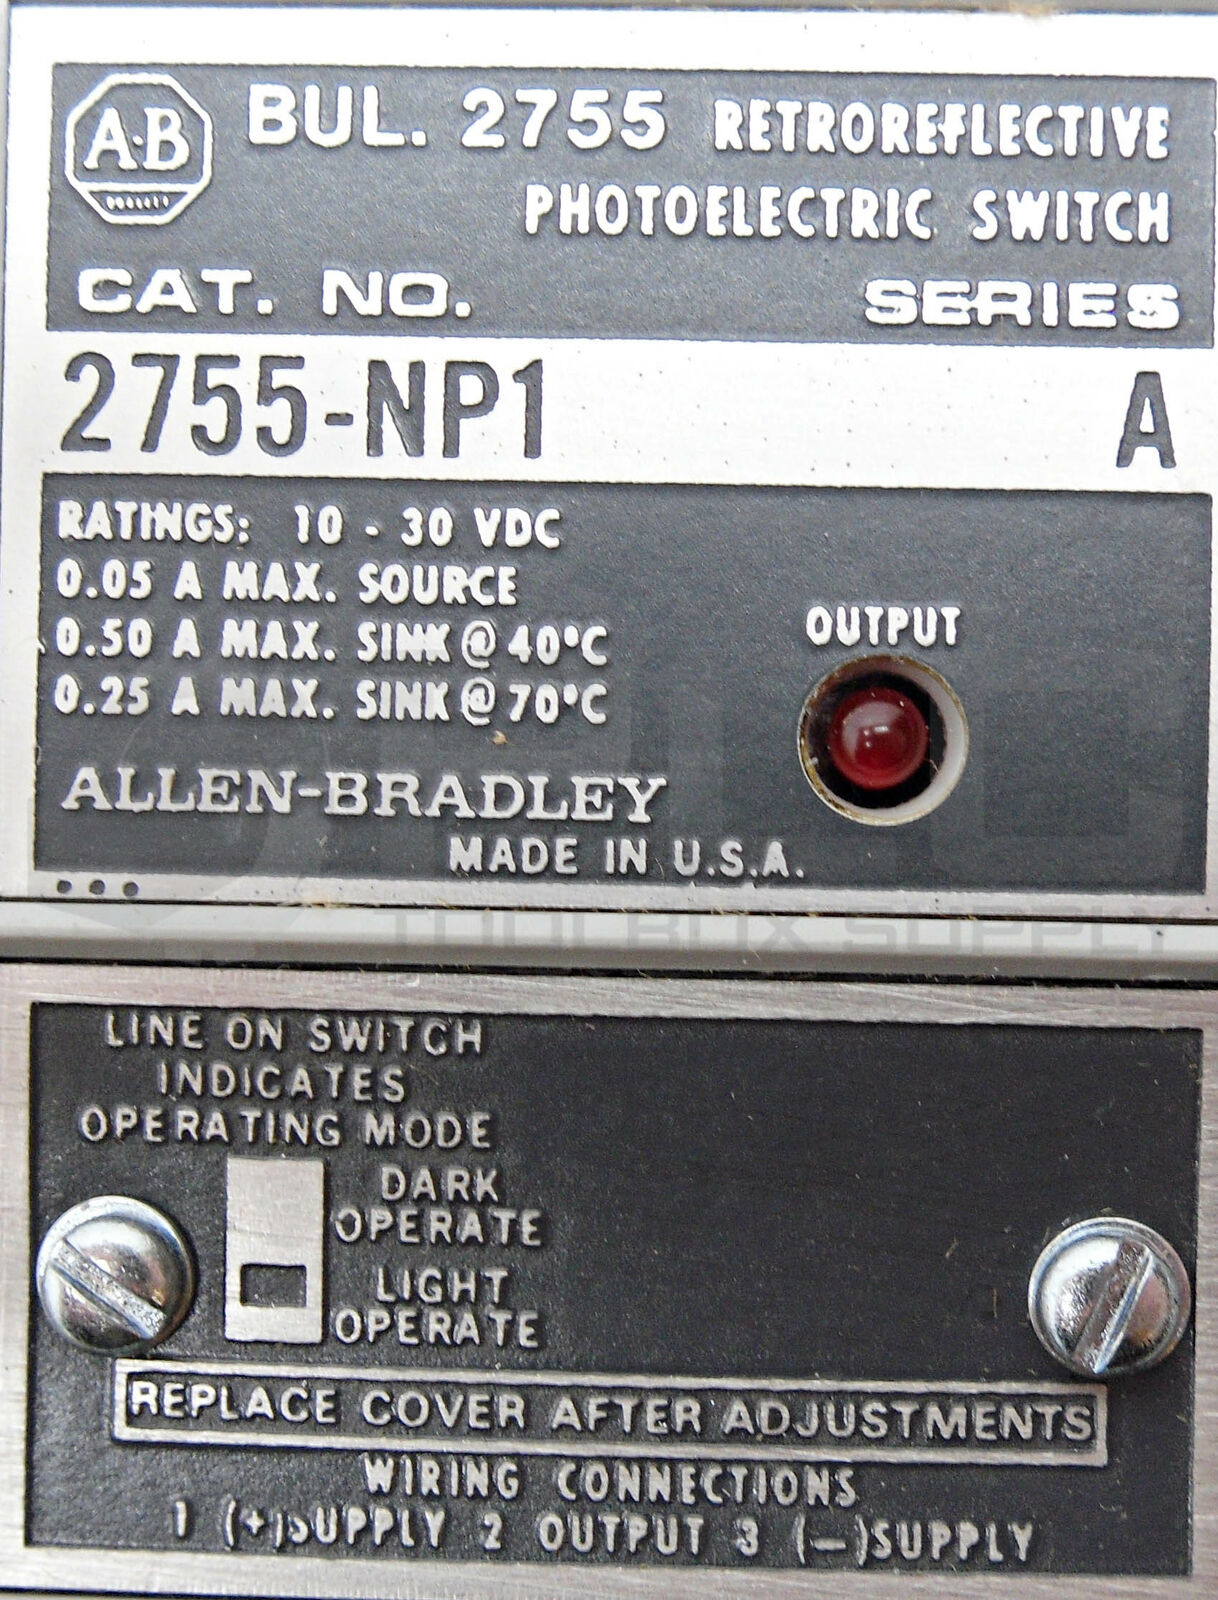 A-B BUL. 2755 RETROREFLECTIVE
PHOTOELECTRIC SWITCH
CAT. NO. SERIES
2755-NP1 A
RATINGS: 10 - 30 VDC
0.05 A MAX. SOURCE
0.50 A MAX. SINK @ 40°C
0.25 A MAX. SINK @ 70°C
OUTPUT
ALLEN-BRADLEY
MADE IN U.S.A.
TOOLBOX SUPPLY
LINE ON SWITCH
INDICATES
OPERATING MODE
DARK
OPERATE
LIGHT
OPERATE
REPLACE COVER AFTER ADJUSTMENTS
WIRING CONNECTIONS
1 (+)SUPPLY 2 OUTPUT 3 (—)SUPPLY